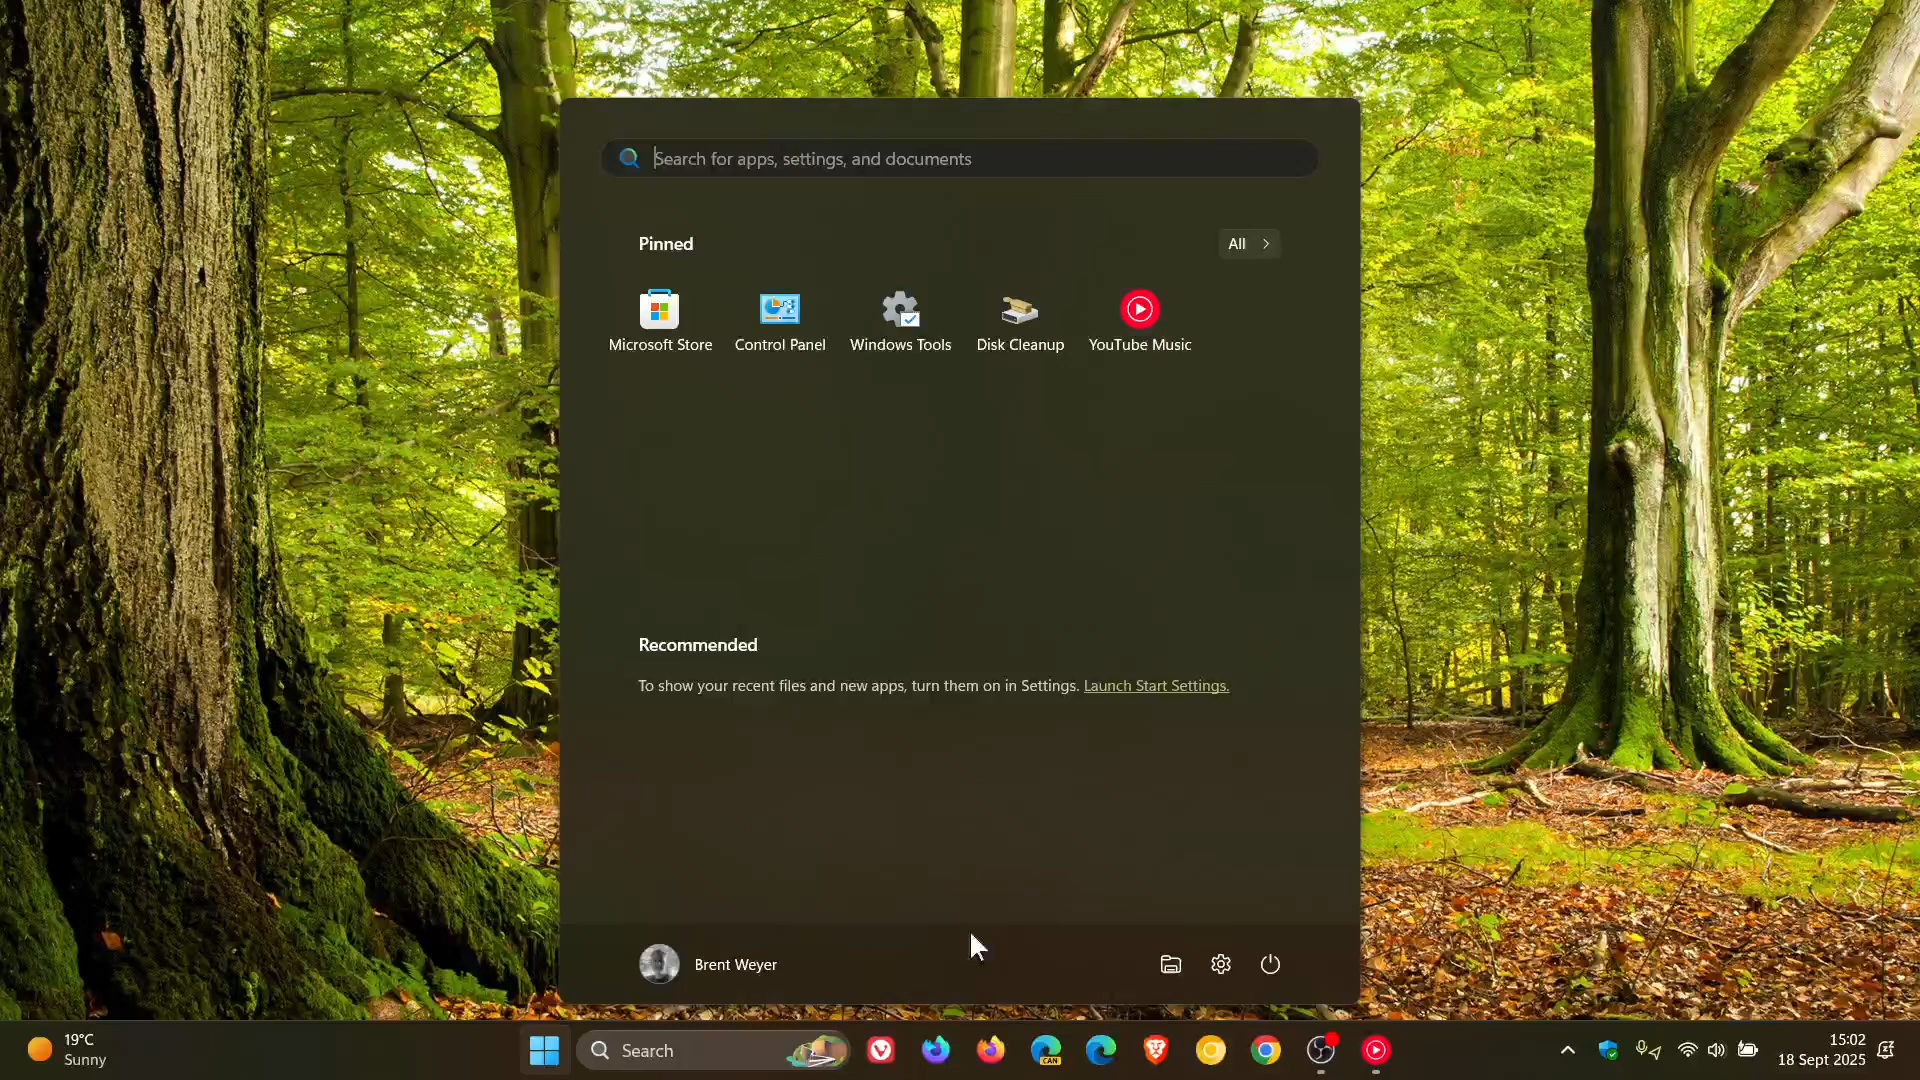 Search for apps, settings, and documents
Pinned
All
Microsoft Store
Control Panel
Windows Tools
Disk Cleanup
YouTube Music
Recommended
To show your recent files and new apps, turn them on in Settings. Launch Start Settings.
Brent Weyer
19°C
Sunny
Search
CAN
15:02
18 Sept 2025